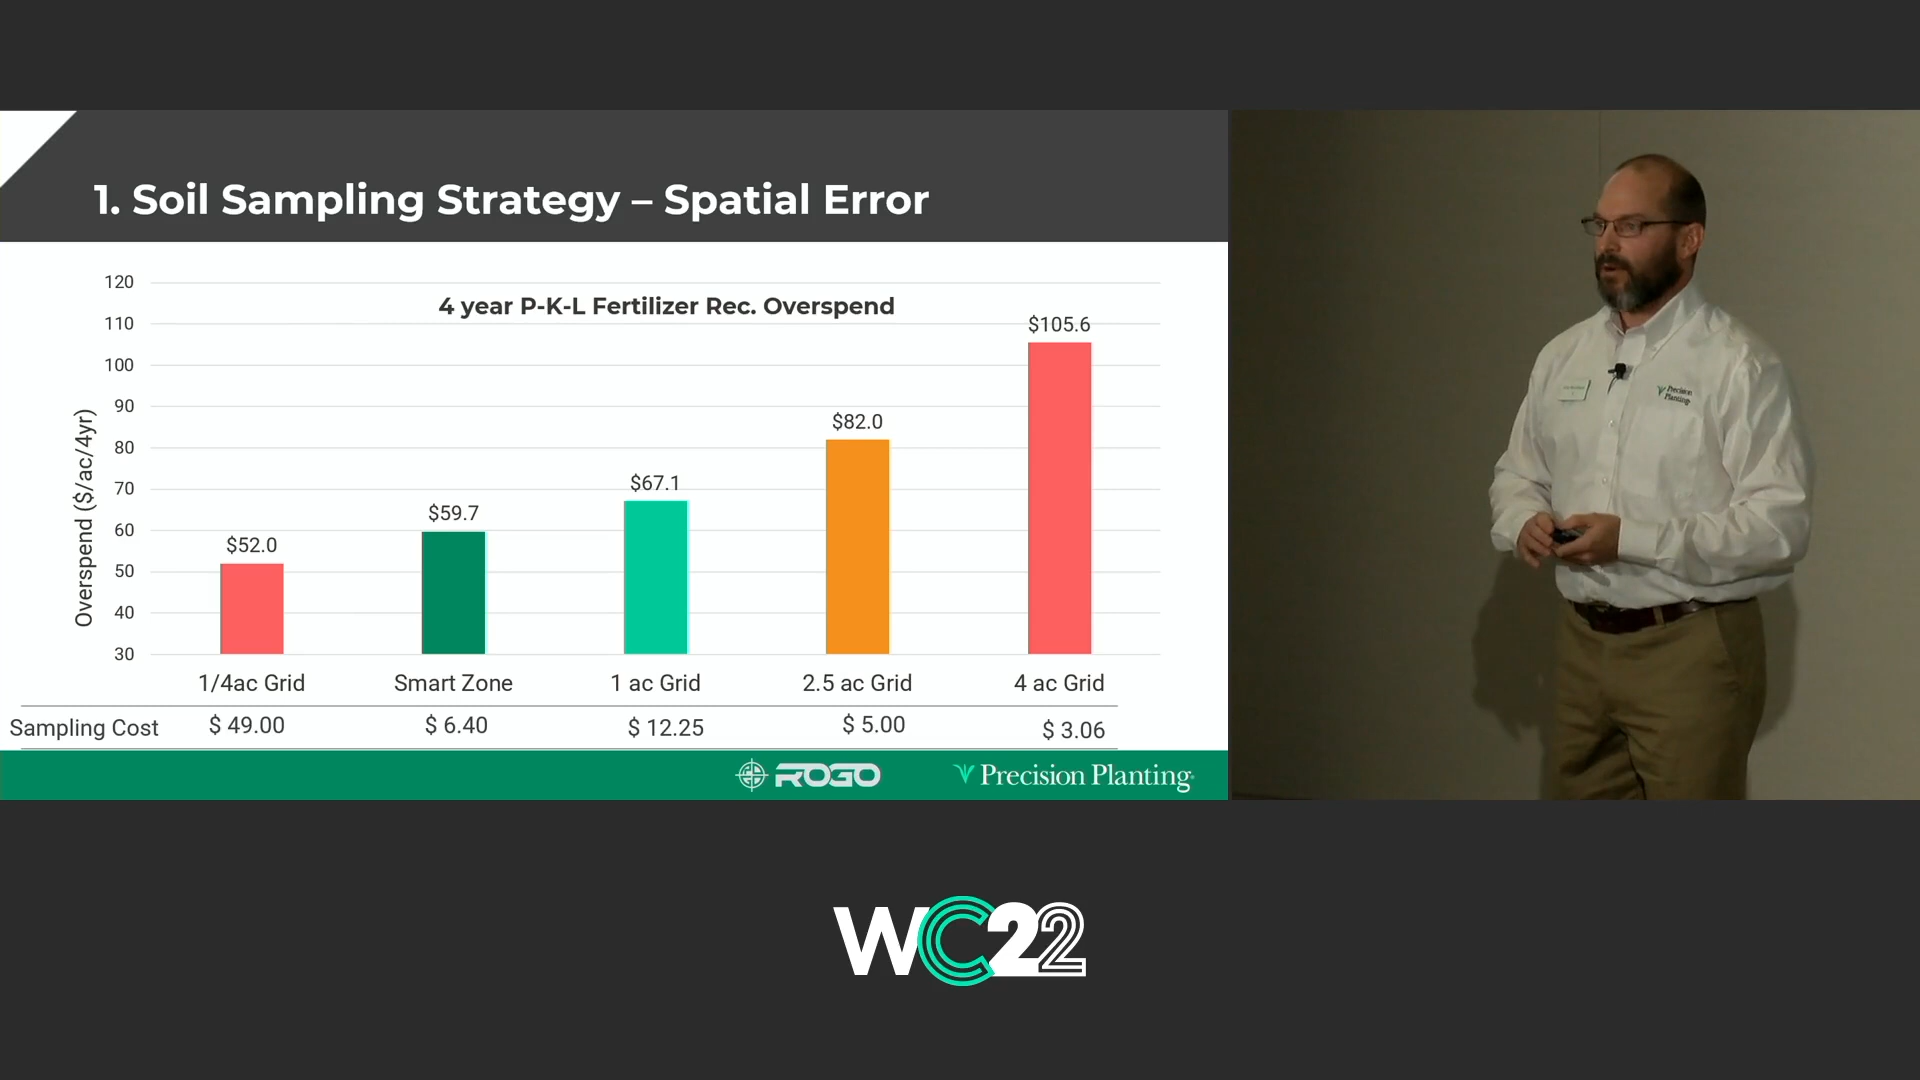 1. Soil Sampling Strategy – Spatial Error
4 year P-K-L Fertilizer Rec. Overspend
Overspend ($/ac/4yr)
120
110
100
90
80
70
60
50
40
30
$52.0
$59.7
$67.1
$82.0
$105.6
1/4ac Grid Smart Zone 1 ac Grid 2.5 ac Grid 4 ac Grid
Sampling Cost $ 49.00 $ 6.40 $ 12.25 $ 5.00 $ 3.06
ROGO Precision Planting
Precision
Planting
WC22